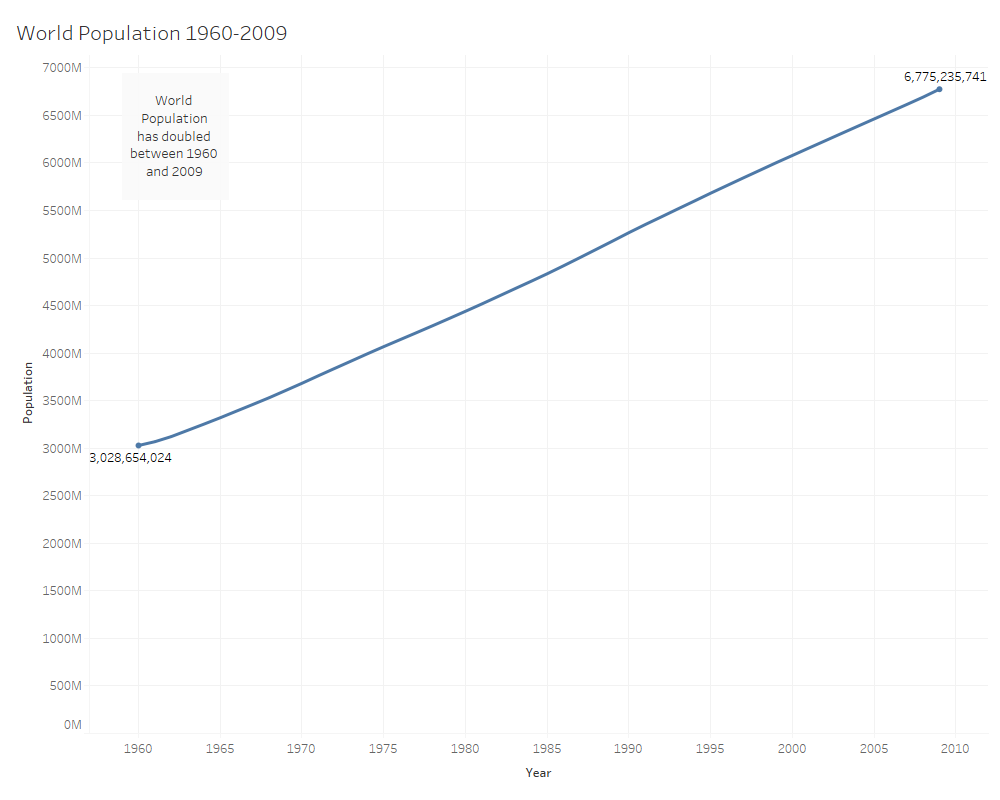 World Population 1960-2009
7000M
6,775,235,741
World
Population
has doubled
between 1960
and 2009
6500M
6000M
5500M
5000M
4500M
4000M
3500M
3000M
3,028,654,024
2500M
2000M
1500M
1000M
500M
0M
Population
1960 1965 1970 1975 1980 1985 1990 1995 2000 2005 2010
Year